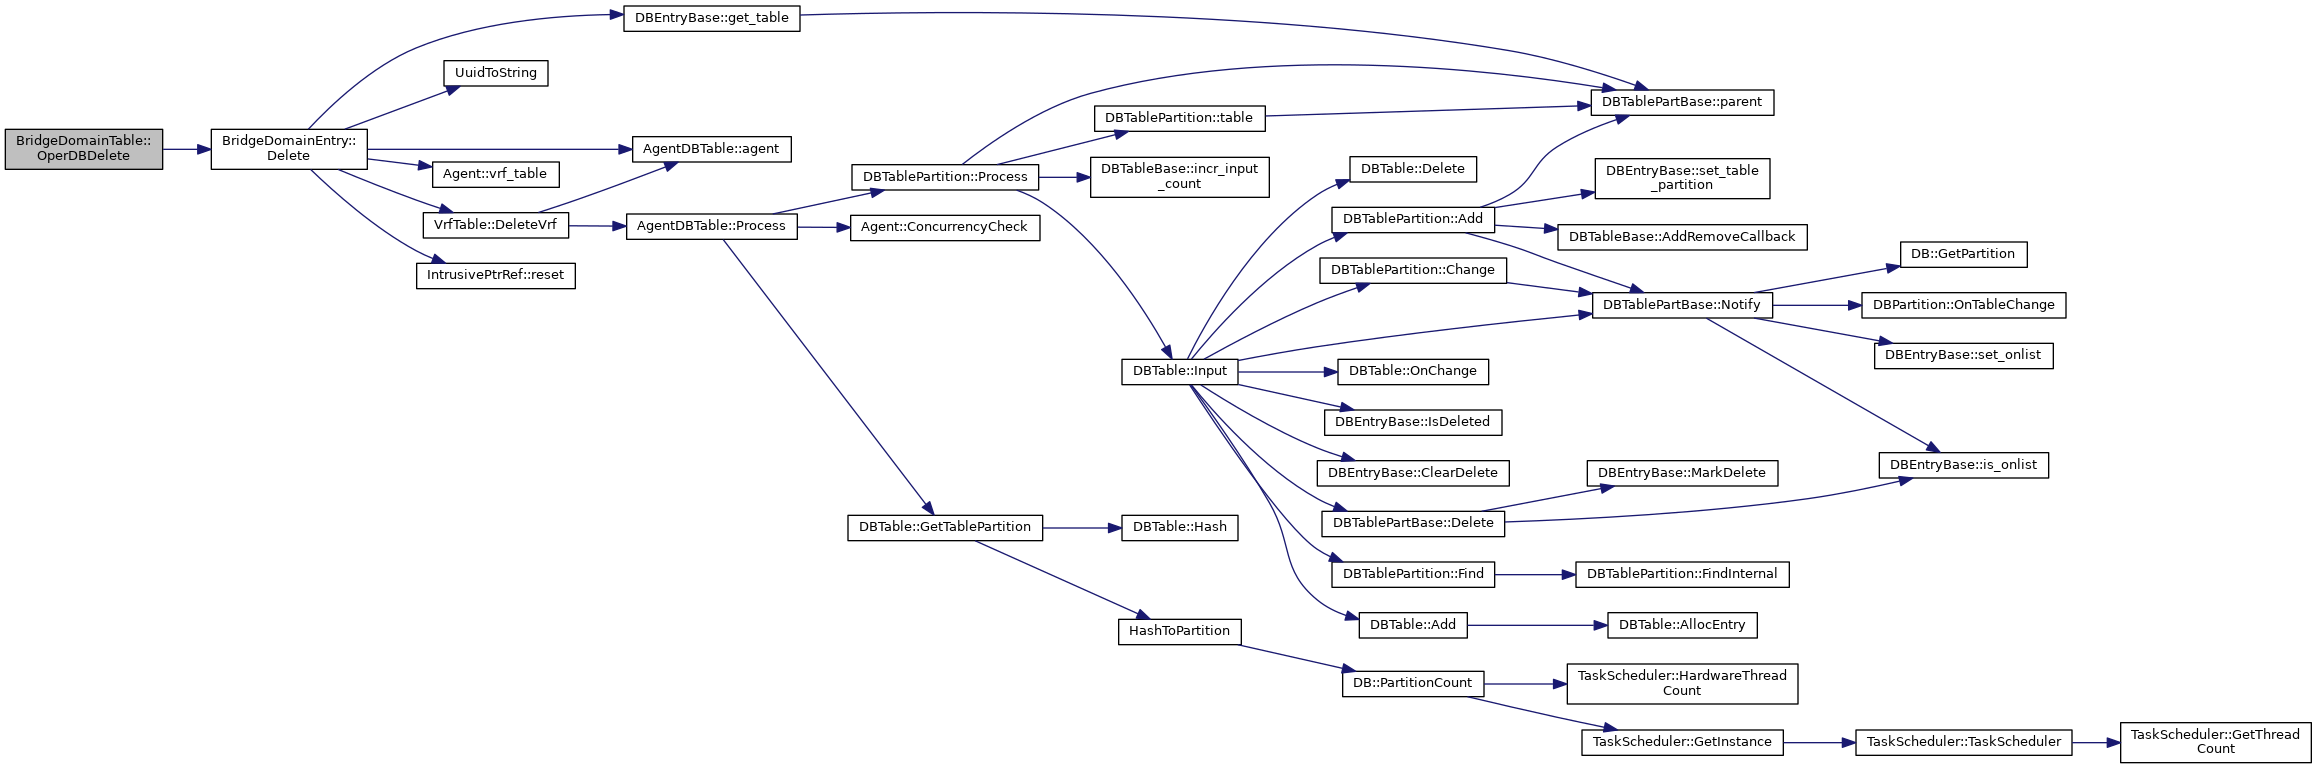 BridgeDomainTable::
OperDBDelete
BridgeDomainEntry::
Delete
DBEntryBase::get_table
UuidToString
AgentDBTable::agent
Agent::vrf_table
VrfTable::DeleteVrf
IntrusivePtrRef::reset
AgentDBTable::Process
DBTablePartition::Process
Agent::ConcurrencyCheck
DBTable::GetTablePartition
DBTablePartition::table
DBTableBase::incr_input
_count
DBTable::Input
DBTable::Hash
HashToPartition
DBTable::Delete
DBTablePartition::Add
DBTablePartition::Change
DBTable::OnChange
DBEntryBase::IsDeleted
DBEntryBase::ClearDelete
DBTablePartBase::Delete
DBTablePartition::Find
DBTable::Add
DB::PartitionCount
DBTablePartBase::parent
DBEntryBase::set_table
_partition
DBTableBase::AddRemoveCallback
DBTablePartBase::Notify
DBEntryBase::MarkDelete
DBTablePartition::FindInternal
DBTable::AllocEntry
TaskScheduler::HardwareThread
Count
TaskScheduler::GetInstance
DB::GetPartition
DBPartition::OnTableChange
DBEntryBase::set_onlist
DBEntryBase::is_onlist
TaskScheduler::TaskScheduler
TaskScheduler::GetThread
Count